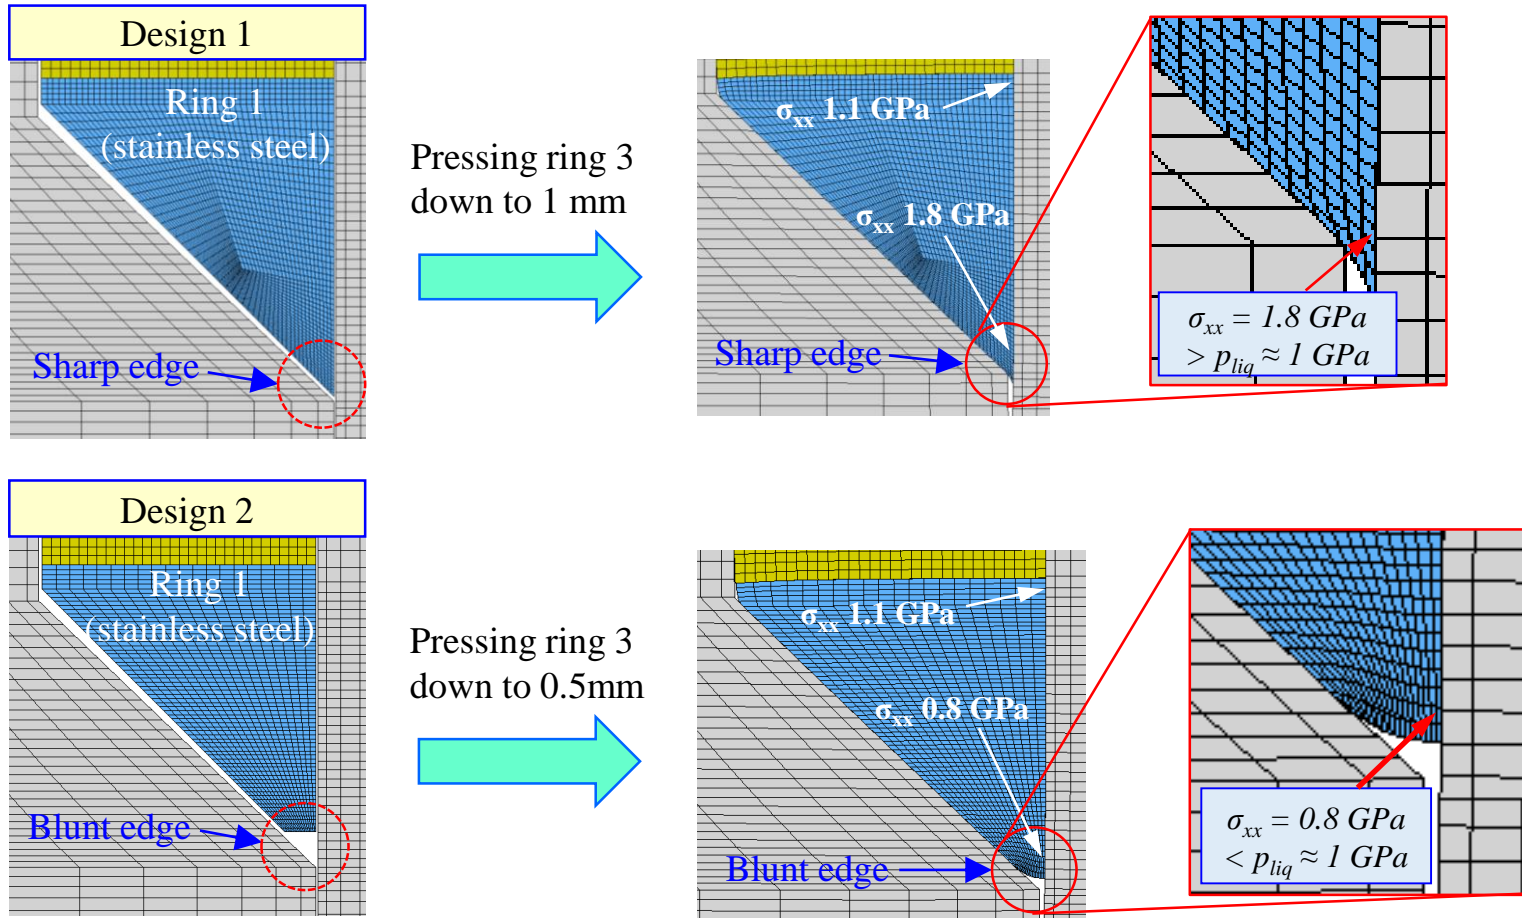 Design 1
Ring 1
(stainless steel)
Sharp edge
Pressing ring 3
down to 1 mm
σxx 1.1 GPa
σxx 1.8 GPa
Sharp edge
σxx = 1.8 GPa
> pliq ≈ 1 GPa
Design 2
Ring 1
(stainless steel)
Blunt edge
Pressing ring 3
down to 0.5mm
σxx 1.1 GPa
σxx 0.8 GPa
Blunt edge
σxx = 0.8 GPa
< pliq ≈ 1 GPa